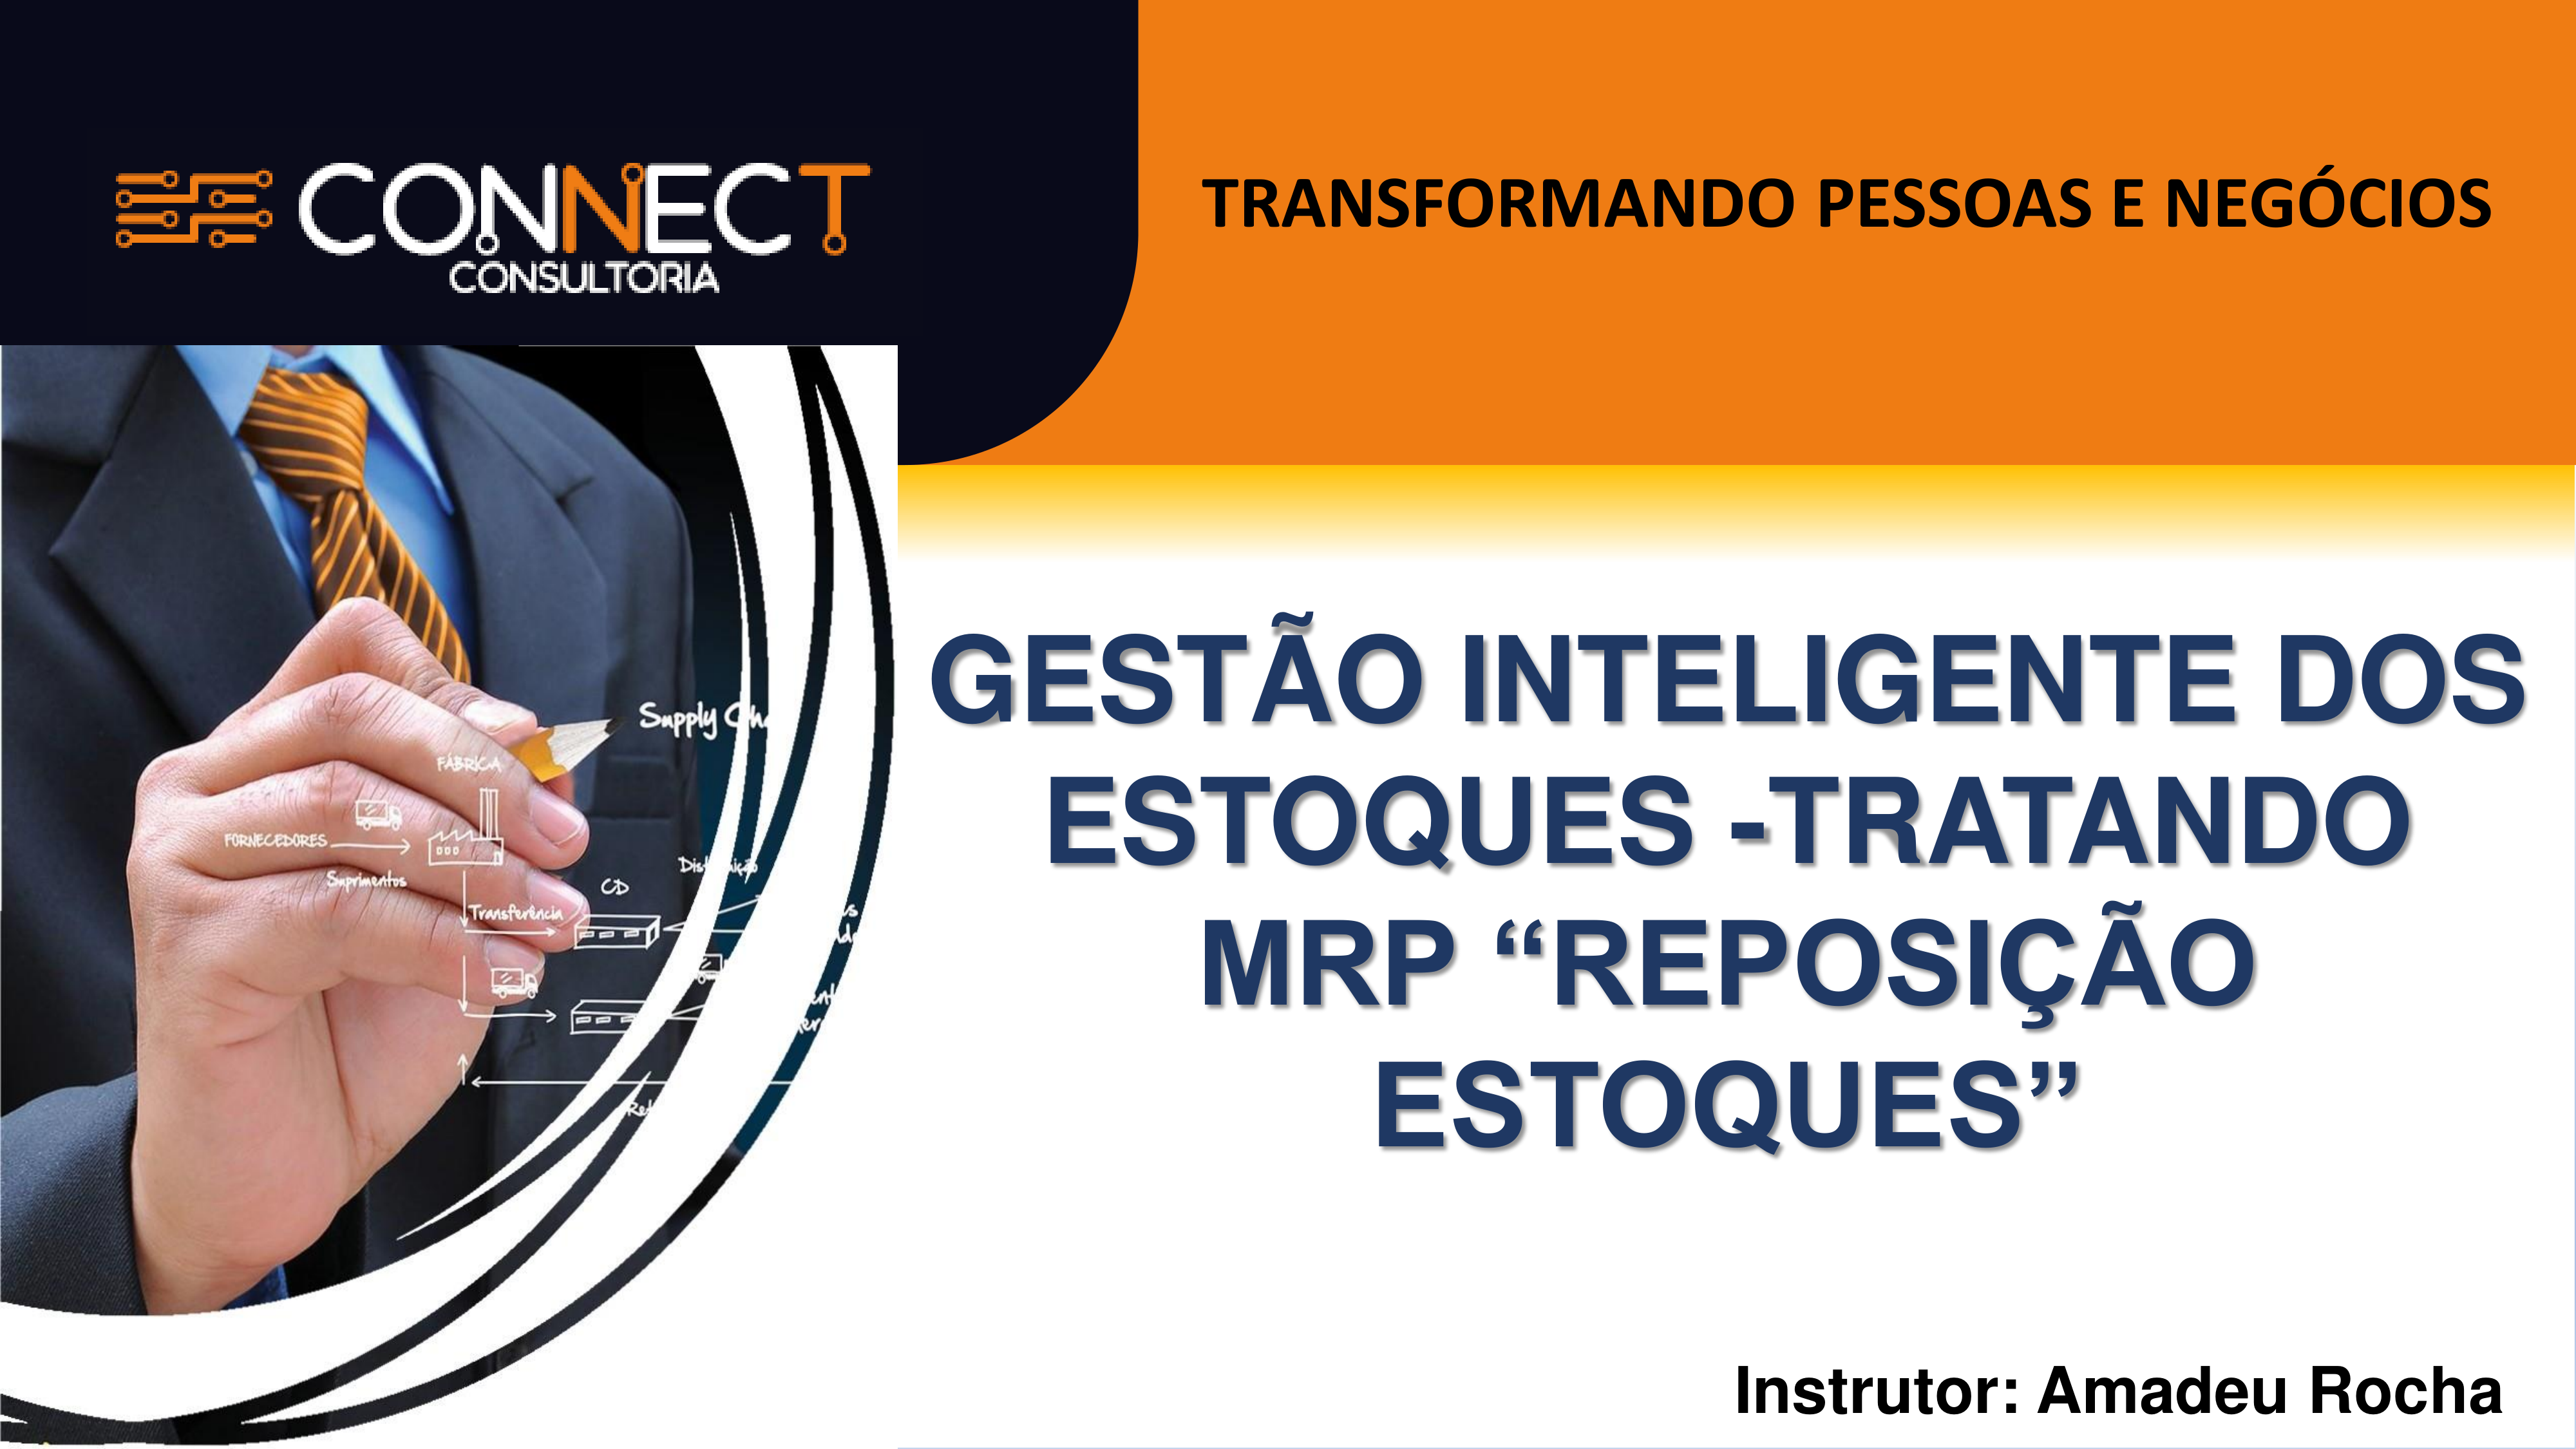 CONNECT
CONSULTORIA
TRANSFORMANDO PESSOAS E NEGÓCIOS
GESTÃO INTELIGENTE DOS
ESTOQUES -TRATANDO
MRP “REPOSIÇÃO
ESTOQUES”
Supply
FÁBRICA
FORNECEDORES
Suprimentos
CD
Transferência
Instrutor: Amadeu Rocha